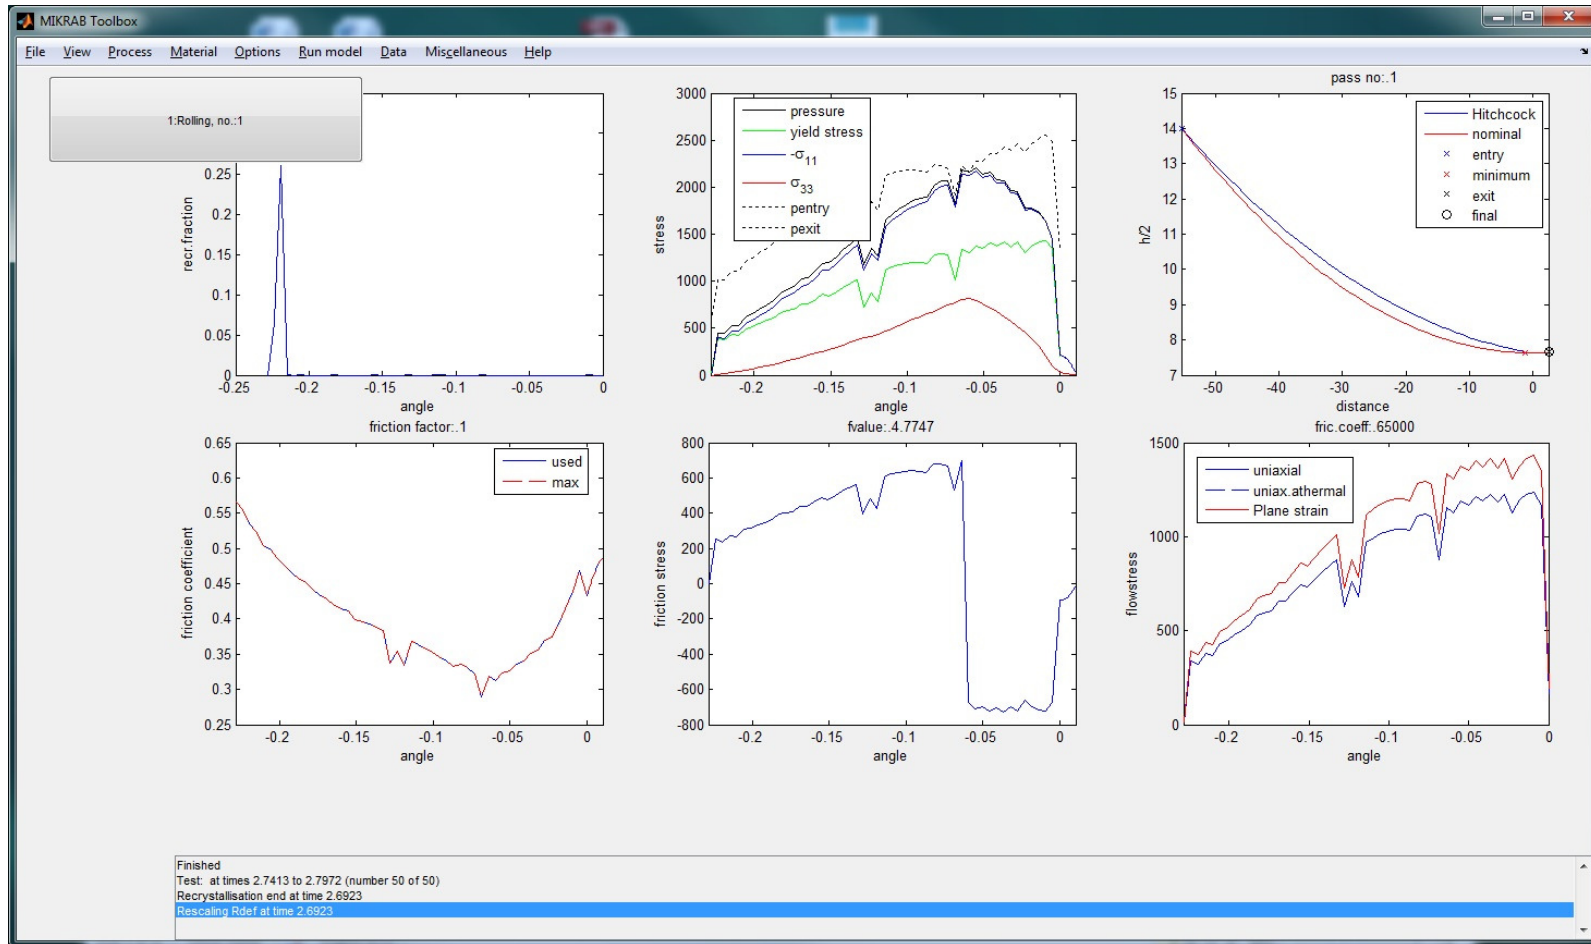 MIKRAB Toolbox
File View Process Material Options Run model Data Miscellaneous Help
1:Rolling, no.:1
0.25
0.2
0.15
0.1
0.05
0
-0.25 -0.2 -0.15 -0.1 -0.05 0
recr.fraction
angle
3000
2500
2000
1500
1000
500
0
-0.2 -0.15 -0.1 -0.05 0
stress
angle
pressure
yield stress
-σ11
σ33
pentry
pexit
pass no:.1
15
14
13
12
11
10
9
8
7
-50 -40 -30 -20 -10 0
h/2
distance
Hitchcock
nominal
entry
minimum
exit
final
friction factor:.1
0.65
0.6
0.55
0.5
0.45
0.4
0.35
0.3
0.25
-0.2 -0.15 -0.1 -0.05 0
friction coefficient
angle
used
max
fvalue:.4.7747
800
600
400
200
0
-200
-400
-600
-800
-0.2 -0.15 -0.1 -0.05 0
friction stress
angle
fric.coeff:.65000
1500
1000
500
0
-0.2 -0.15 -0.1 -0.05 0
flowstress
angle
uniaxial
uniax.athermal
Plane strain
Finished
Test: at times 2.7413 to 2.7972 (number 50 of 50)
Recrystallisation end at time 2.6923
Rescaling Rdef at time 2.6923